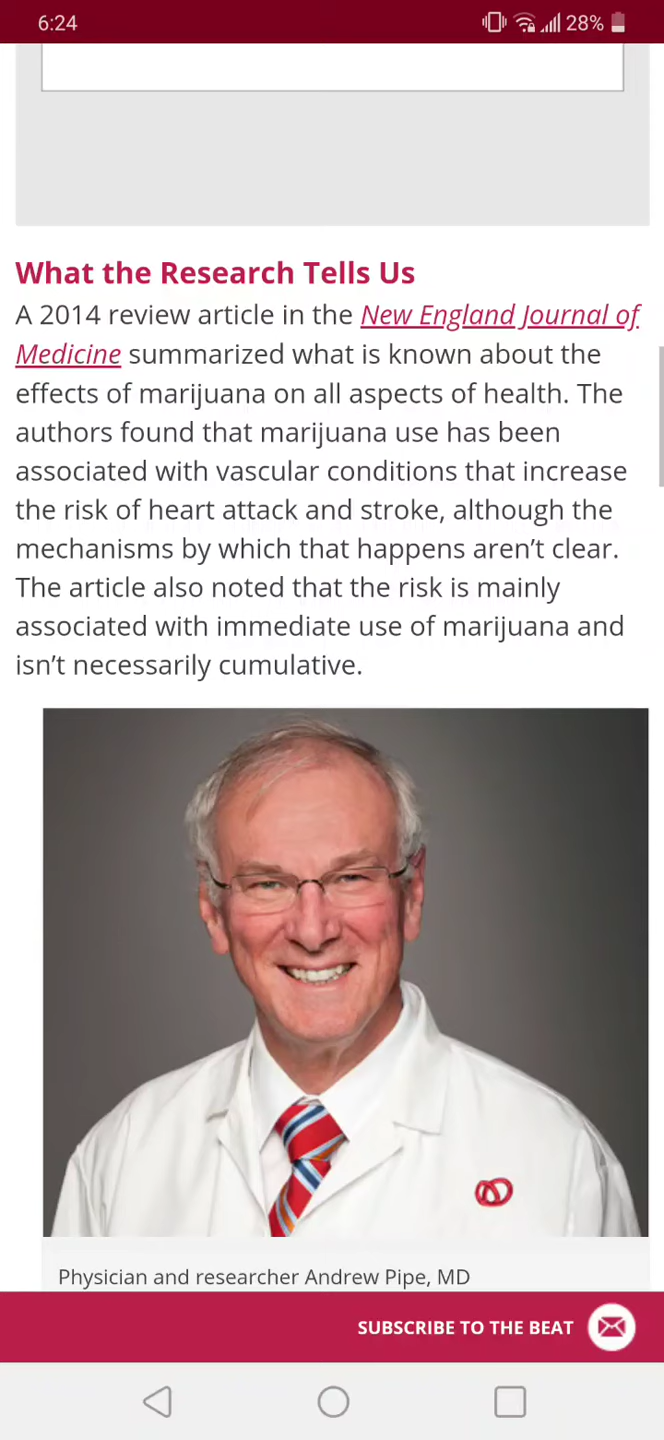 6:24
28%
What the Research Tells Us
A 2014 review article in the New England Journal of
Medicine summarized what is known about the
effects of marijuana on all aspects of health. The
authors found that marijuana use has been
associated with vascular conditions that increase
the risk of heart attack and stroke, although the
mechanisms by which that happens aren’t clear.
The article also noted that the risk is mainly
associated with immediate use of marijuana and
isn’t necessarily cumulative.
Physician and researcher Andrew Pipe, MD
SUBSCRIBE TO THE BEAT